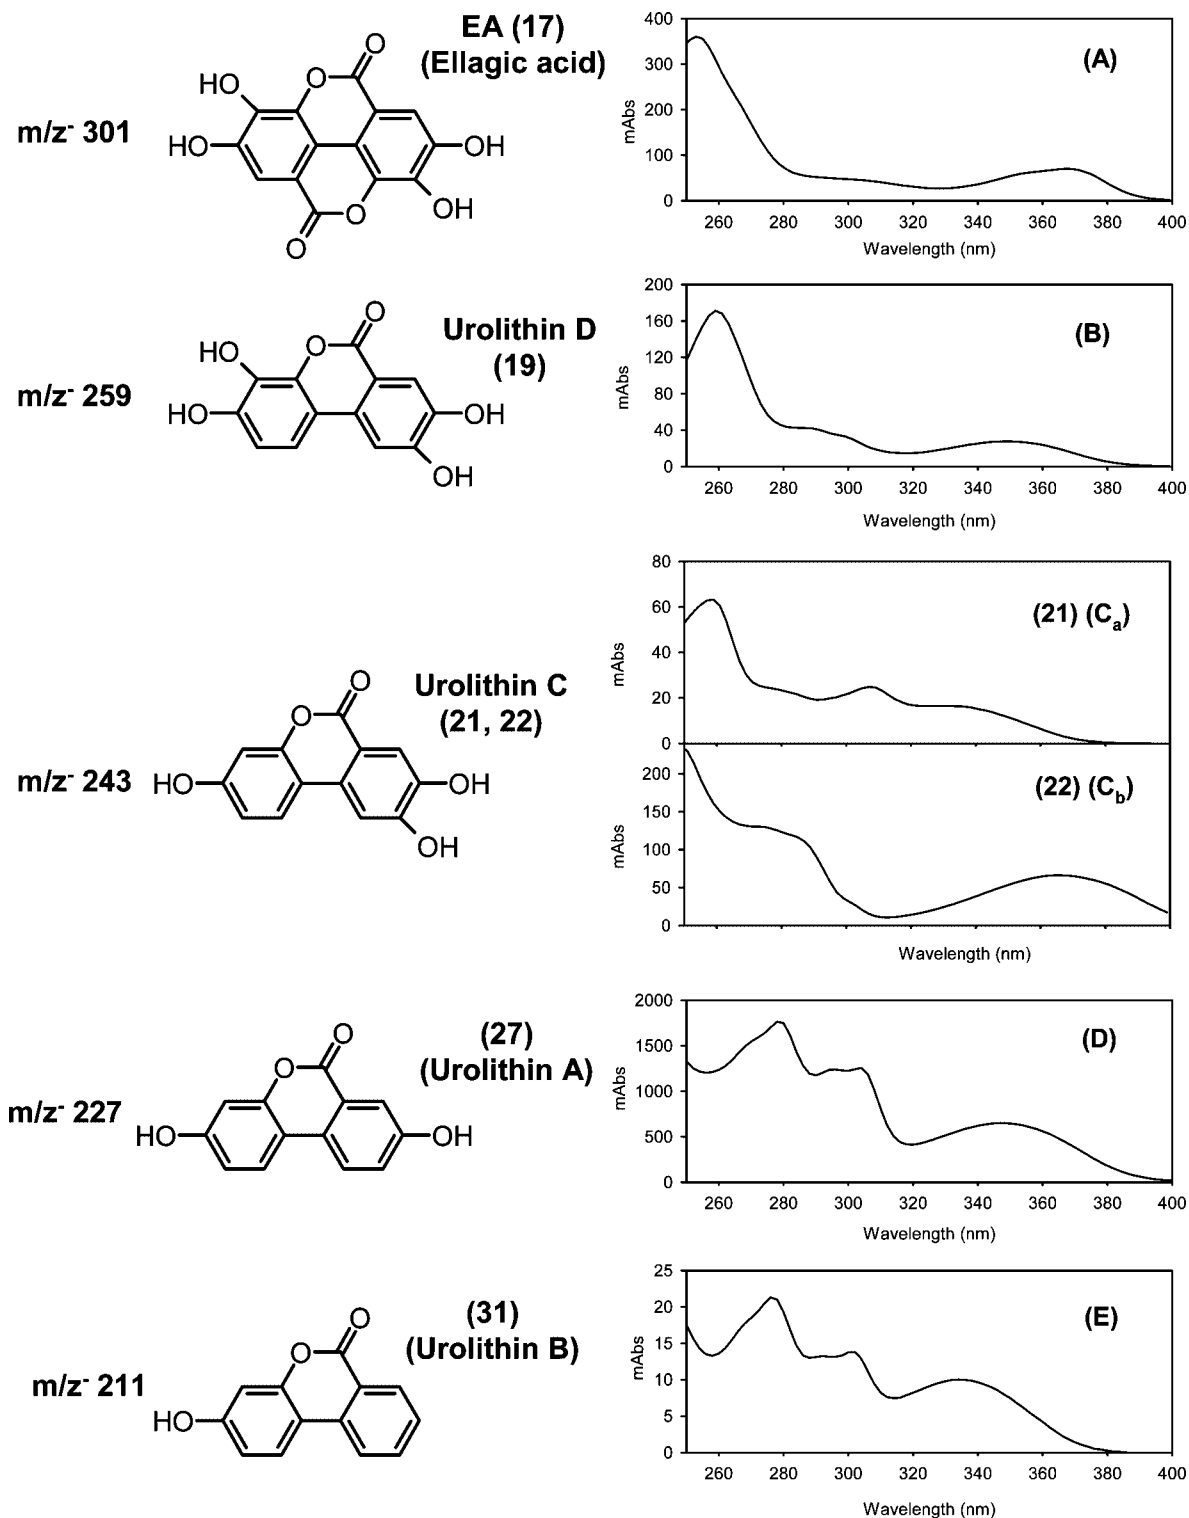 EA (17)
(Ellagic acid)
m/z- 301
O
O
HO
HO
OH
OH
O
O
400
300
200
100
0
mAbs
(A)
260 280 300 320 340 360 380 400
Wavelength (nm)
Urolithin D
(19)
m/z- 259
O
O
HO
HO
OH
OH
200
160
120
80
40
0
mAbs
(B)
260 280 300 320 340 360 380 400
Wavelength (nm)
Urolithin C
(21, 22)
m/z- 243
O
O
HO
OH
OH
80
60
40
20
0
mAbs
(21) (Ca)
200
150
100
50
0
mAbs
(22) (Cb)
Wavelength (nm)
(27)
(Urolithin A)
m/z- 227
O
O
HO
OH
2000
1500
1000
500
0
mAbs
(D)
260 280 300 320 340 360 380 400
Wavelength (nm)
(31)
(Urolithin B)
m/z- 211
O
O
HO
25
20
15
10
5
0
mAbs
(E)
260 280 300 320 340 360 380 400
Wavelength (nm)